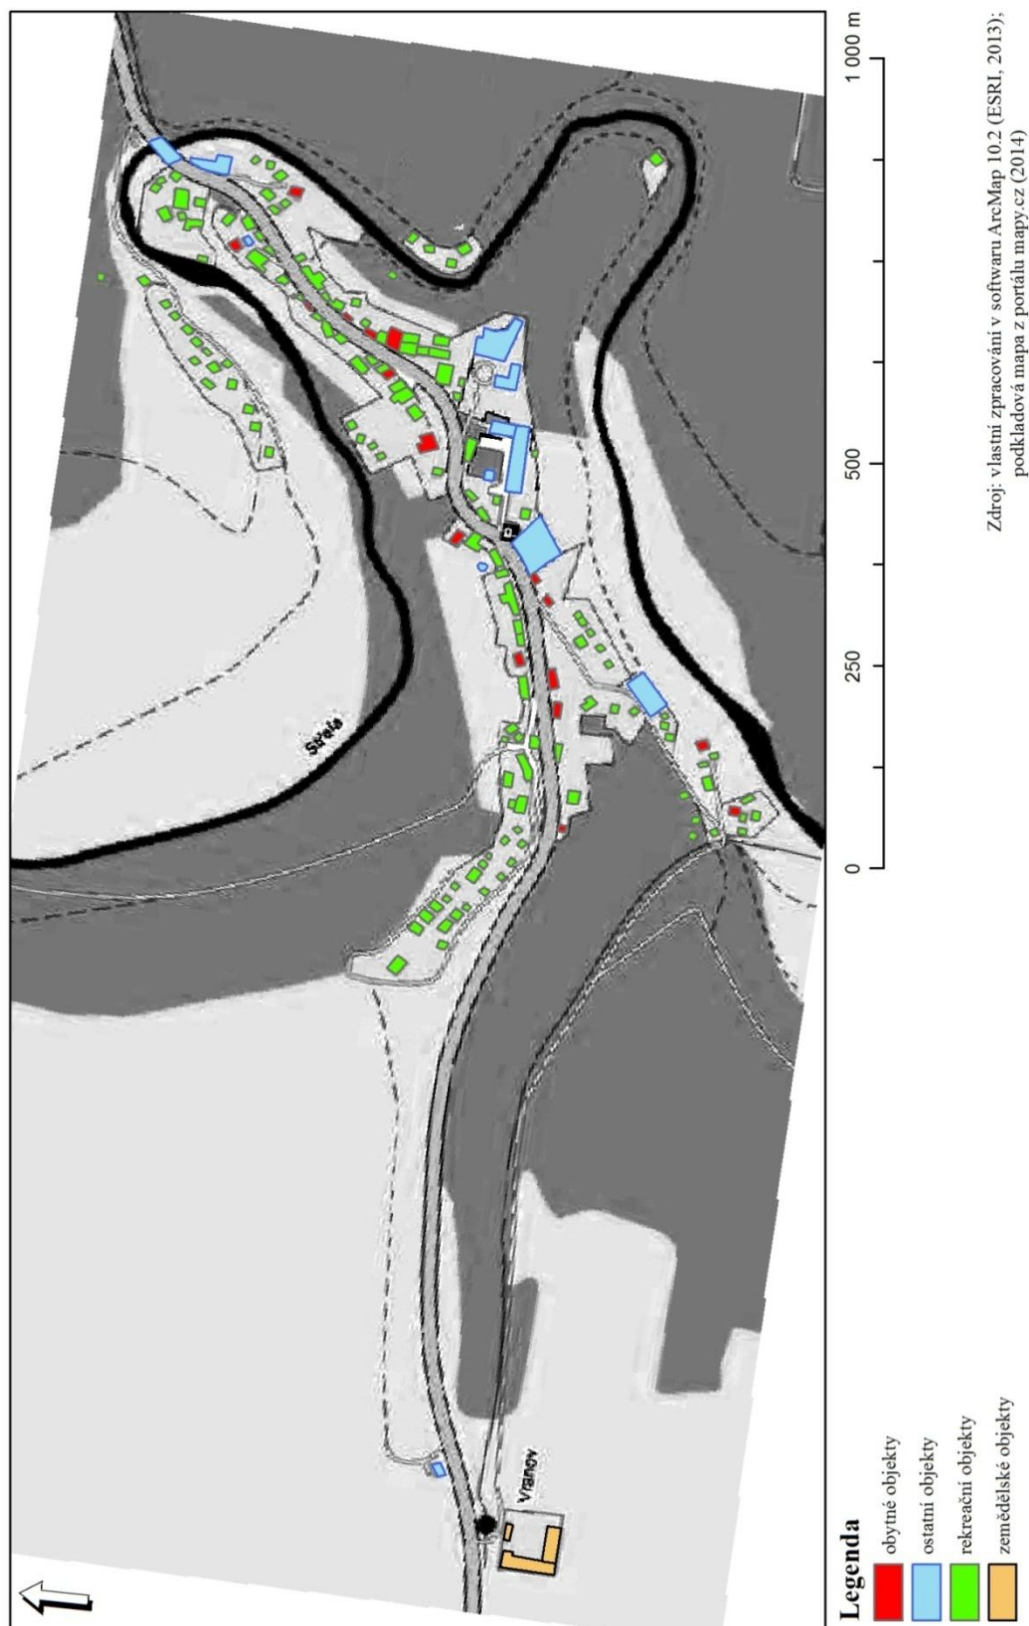 Střela
Vranov
Legenda
obytné objekty
ostatní objekty
rekreační objekty
zemědělské objekty
0
250
500
1 000 m
Zdroj: vlastní zpracování v softwaru ArcMap 10.2 (ESRI, 2013);
podkladová mapa z portálu mapy.cz (2014)